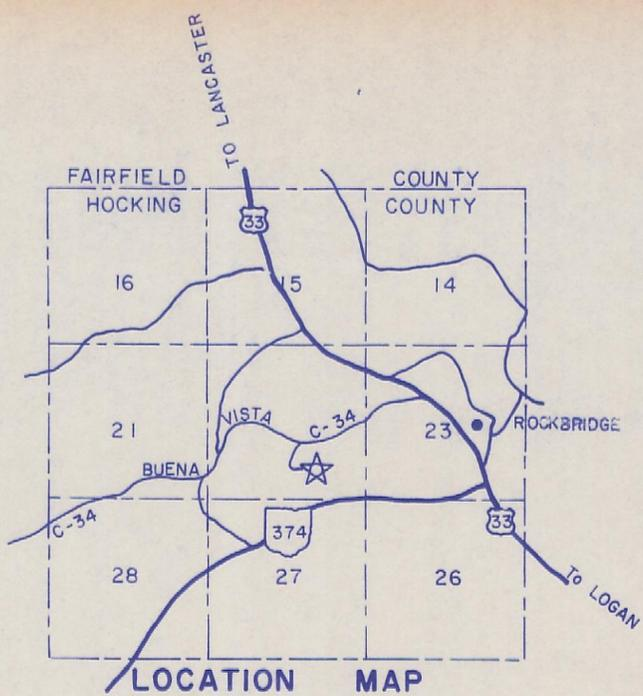 TO LANCASTER
FAIRFIELD COUNTY
HOCKING COUNTY
33
16 15 14
21 VISTA C-34 23 ROCKBRIDGE
BUENA
C-34
374 33
28 27 26
To LOGAN
LOCATION MAP